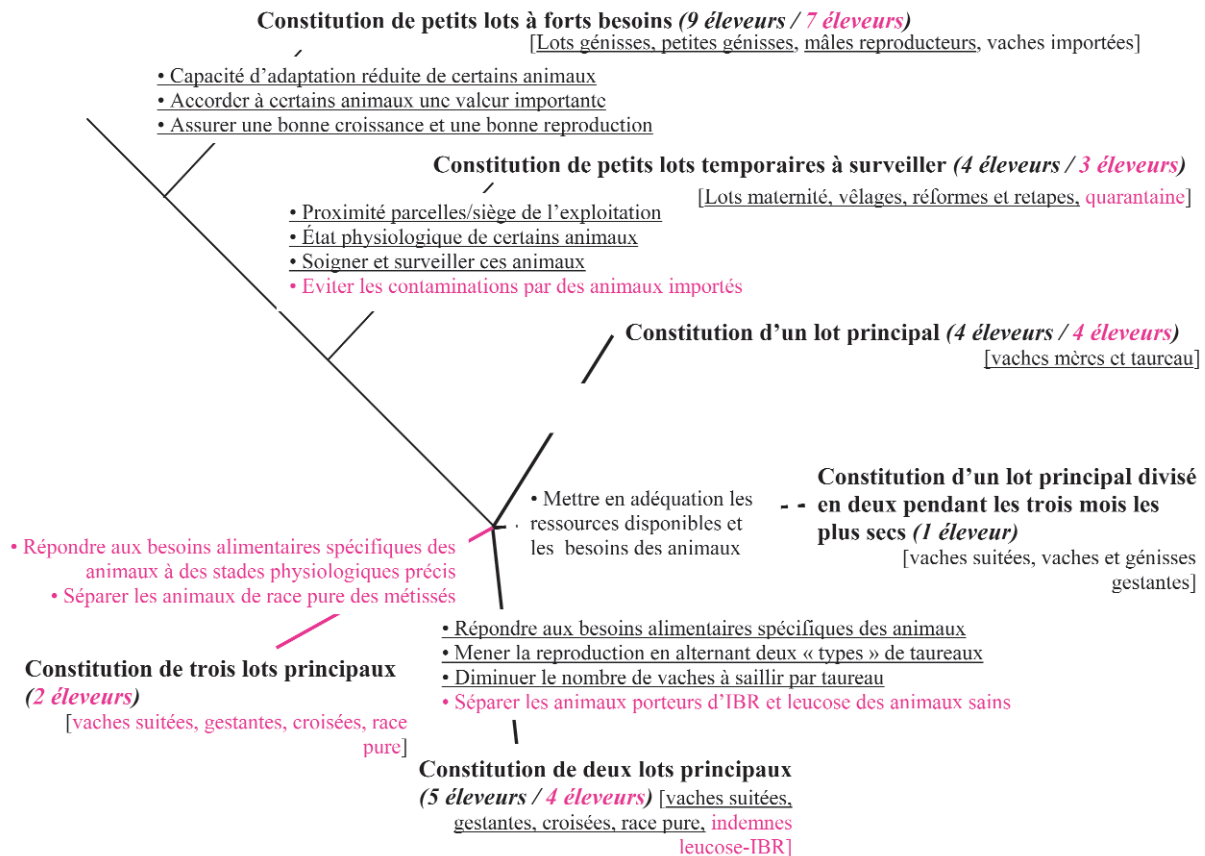 Constitution de petits lots à forts besoins (9 éleveurs / 7 éleveurs)
[Lots génisses, petites génisses, mâles reproducteurs, vaches importées]
• Capacité d’adaptation réduite de certains animaux
• Accorder à certains animaux une valeur importante
• Assurer une bonne croissance et une bonne reproduction
Constitution de petits lots temporaires à surveiller (4 éleveurs / 3 éleveurs)
[Lots maternité, vêlages, réformes et retapes, quarantaine]
• Proximité parcelles/siège de l’exploitation
• État physiologique de certains animaux
• Soigner et surveiller ces animaux
• Eviter les contaminations par des animaux importés
Constitution d’un lot principal (4 éleveurs / 4 éleveurs)
[vaches mères et taureau]
• Mettre en adéquation les
ressources disponibles et
les besoins des animaux
Constitution d’un lot principal divisé
en deux pendant les trois mois les
plus secs (1 éleveur)
[vaches suitées, vaches et génisses
gestantes]
• Répondre aux besoins alimentaires spécifiques des
animaux à des stades physiologiques précis
• Séparer les animaux de race pure des métissés
Constitution de trois lots principaux
(2 éleveurs)
[vaches suitées, gestantes, croisées, race
pure]
• Répondre aux besoins alimentaires spécifiques des animaux
• Mener la reproduction en alternant deux « types » de taureaux
• Diminuer le nombre de vaches à saillir par taureau
• Séparer les animaux porteurs d’IBR et leucose des animaux sains
Constitution de deux lots principaux
(5 éleveurs / 4 éleveurs) [vaches suitées,
gestantes, croisées, race pure, indemnes
leucose-IBR]